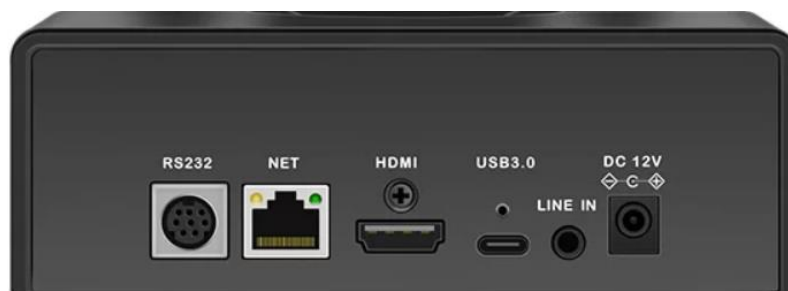 RS232
NET
HDMI
USB3.0
LINE IN
DC 12V